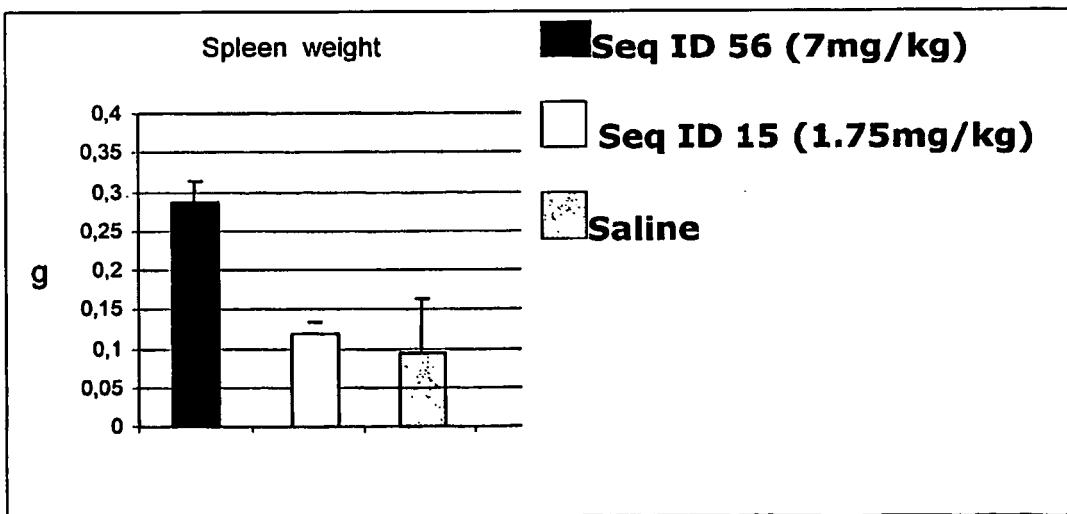 Spleen weight
0,4
0,35
0,3
0,25
0,2
0,15
0,1
0,05
0
g
Seq ID 56 (7mg/kg)
Seq ID 15 (1.75mg/kg)
Saline